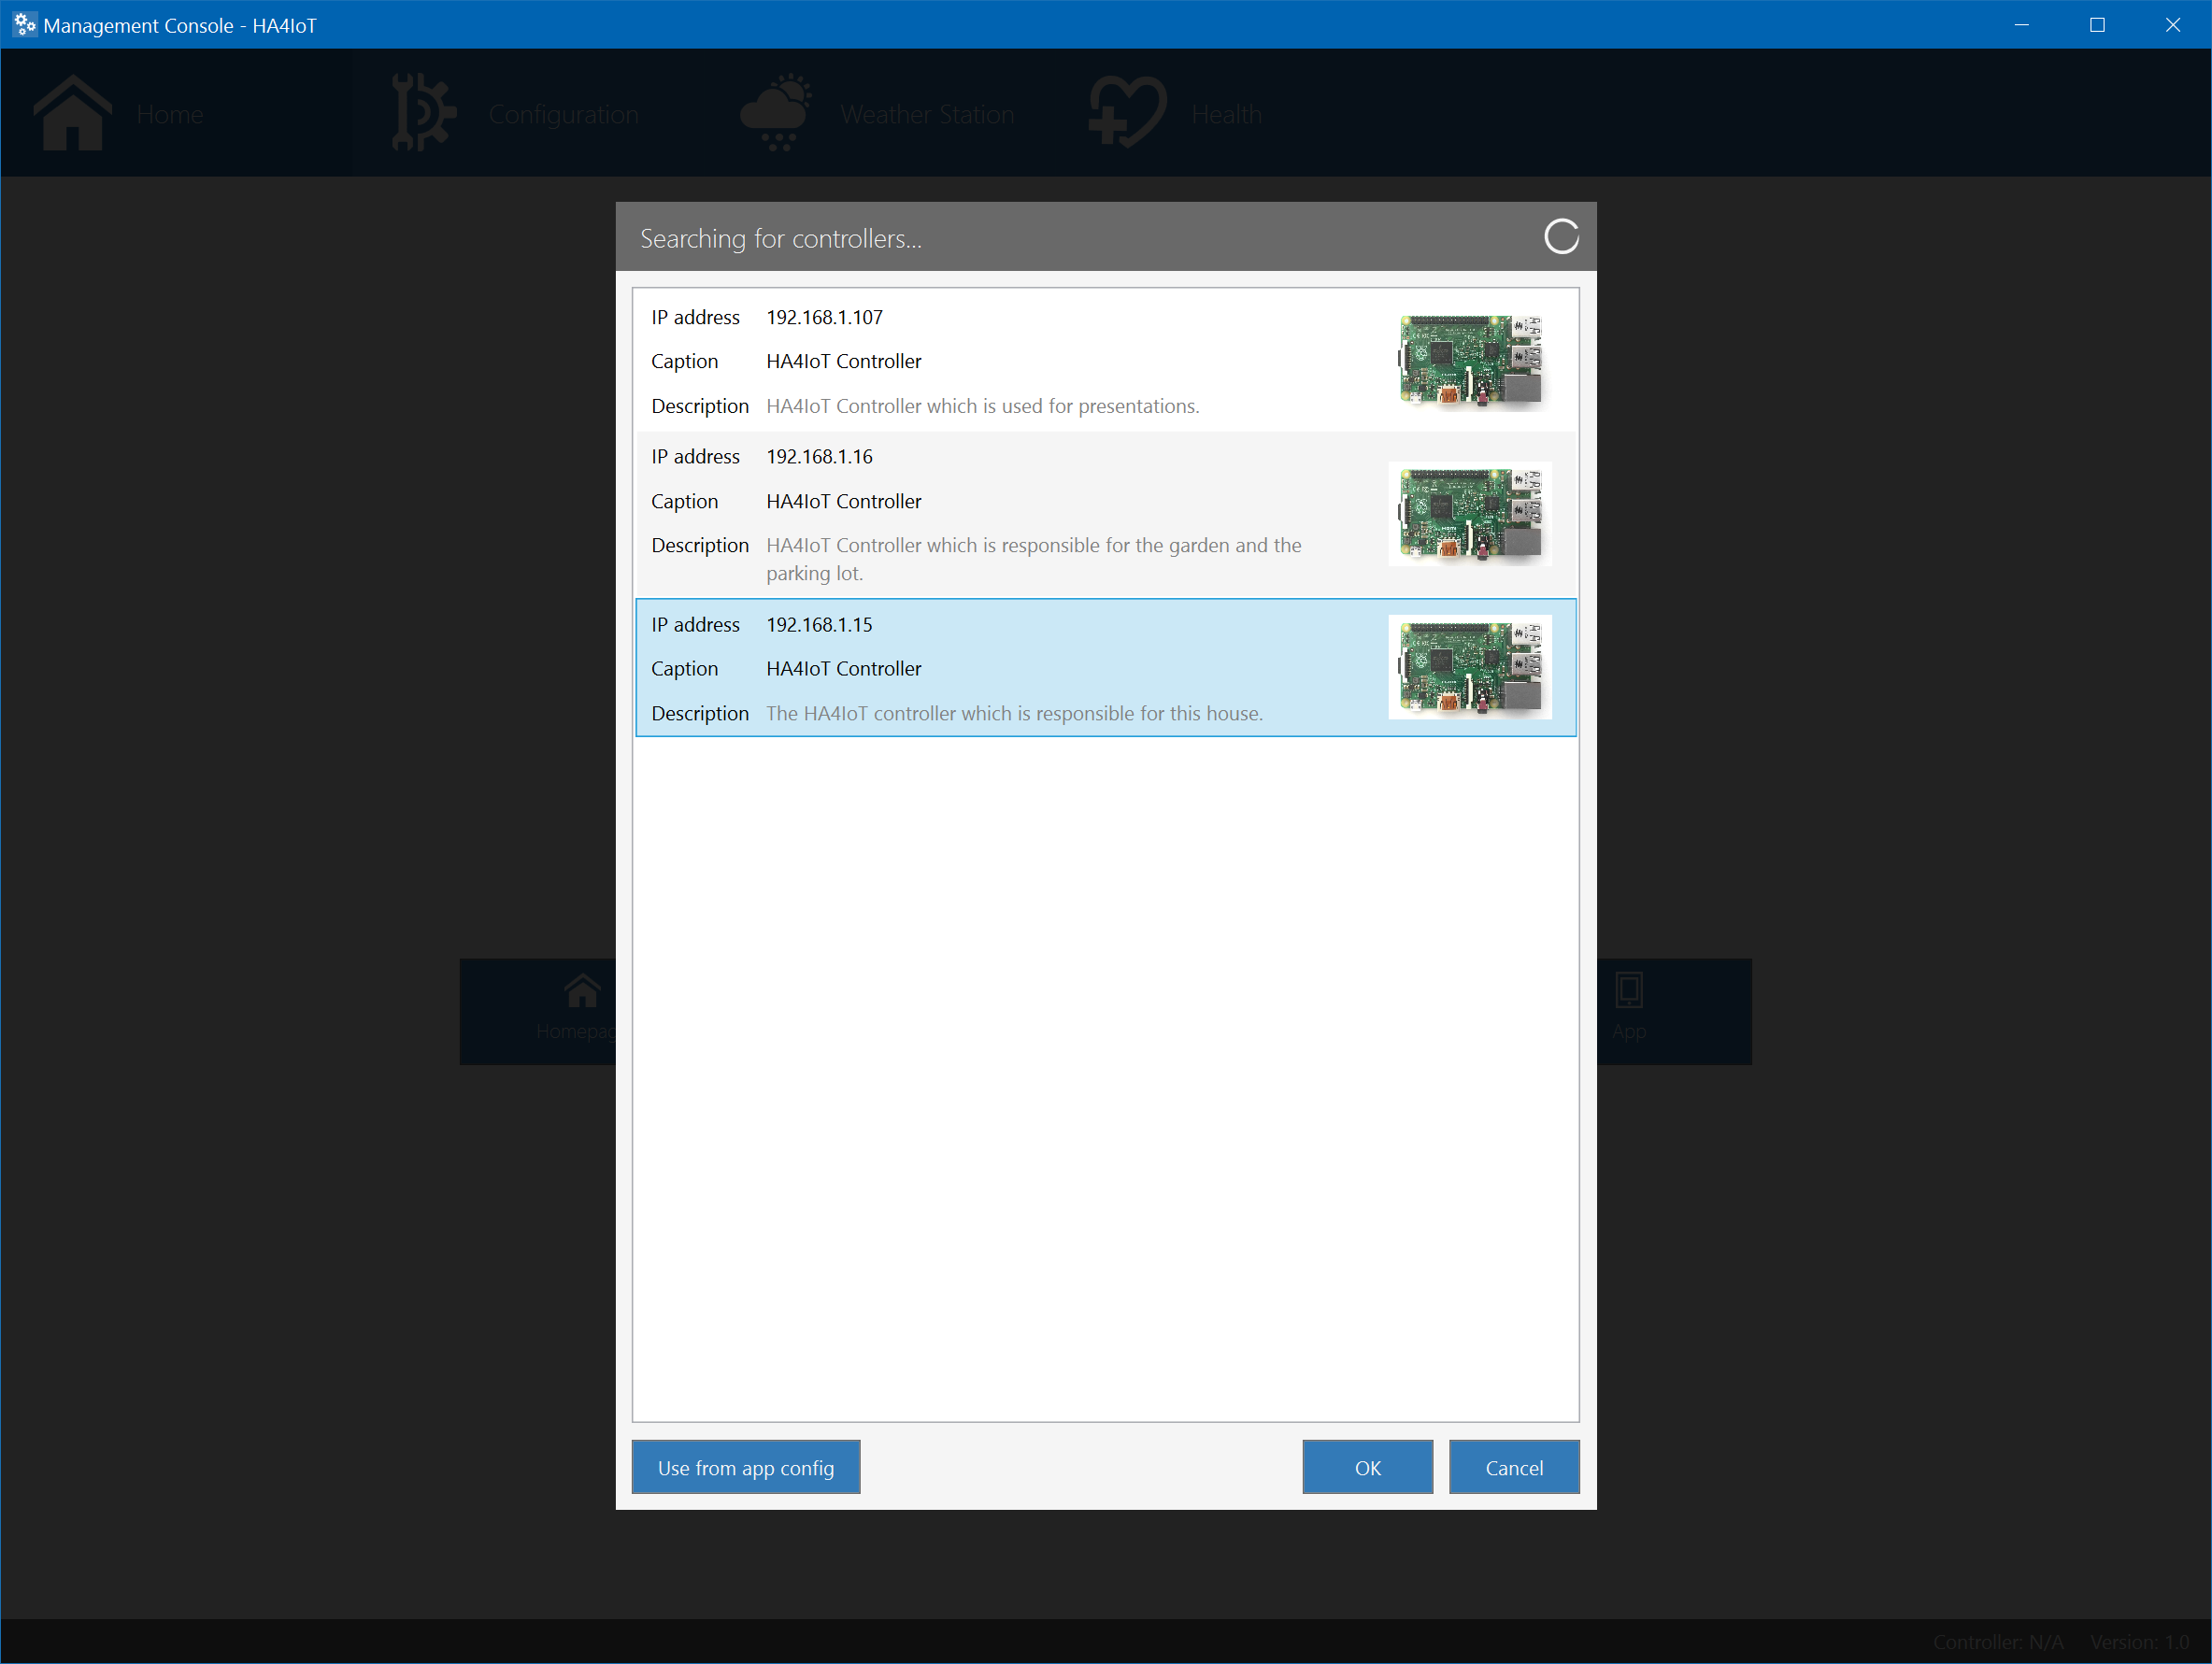 Management Console - HA4IoT
Home
Configuration
Weather Station
Health
Searching for controllers...
IP address 192.168.1.107
Caption HA4IoT Controller
Description HA4IoT Controller which is used for presentations.
IP address 192.168.1.16
Caption HA4IoT Controller
Description HA4IoT Controller which is responsible for the garden and the
parking lot.
IP address 192.168.1.15
Caption HA4IoT Controller
Description The HA4IoT controller which is responsible for this house.
Homepag
App
Use from app config
OK
Cancel
Controller: N/A Version: 1.0